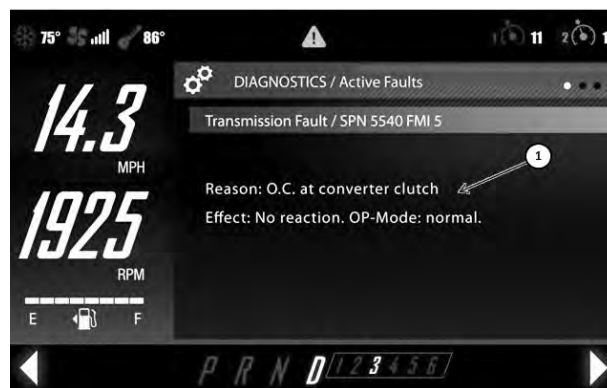 75° 86° 11 2 1
DIAGNOSTICS / Active Faults
14.3
MPH
Transmission Fault / SPN 5540 FMI 5
1
Reason: O.C. at converter clutch
Effect: No reaction. OP-Mode: normal.
1925
RPM
E F
P R N D 1 2 3 4 5 6